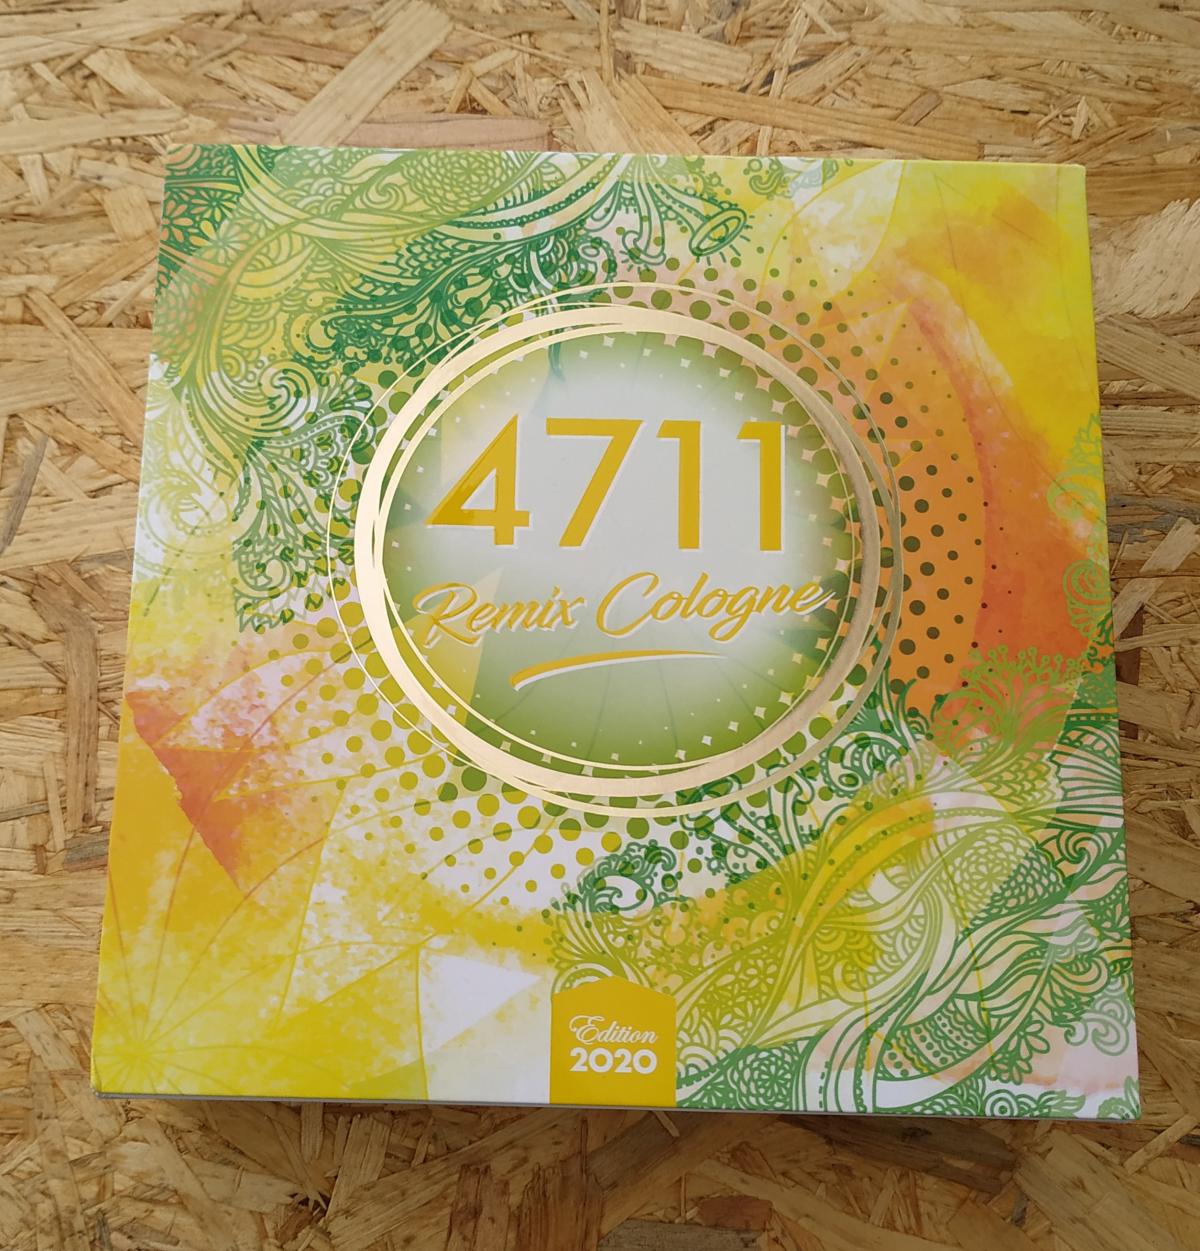 4711
Remix Cologne
Edition
2020